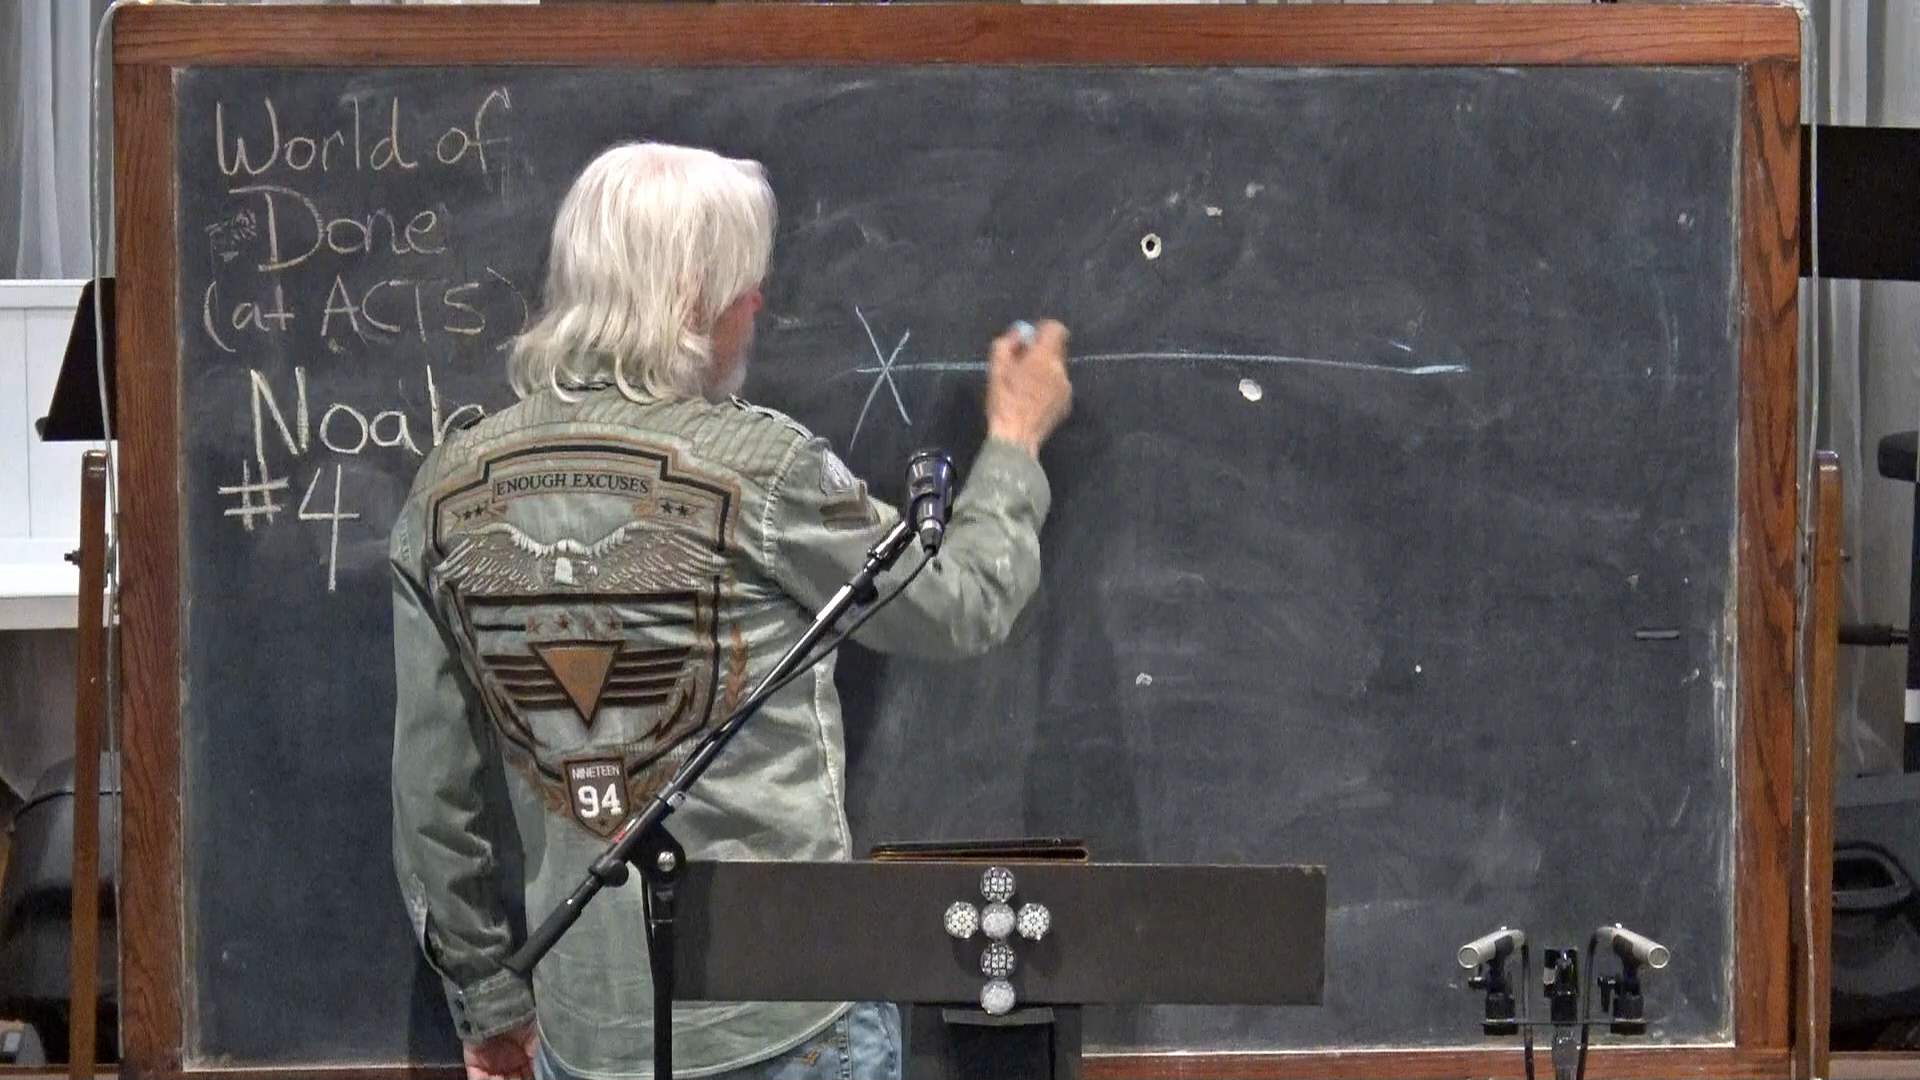 World of
Done
(at ACTS)
Noah
#4
ENOUGH EXCUSES
NINETEEN
94